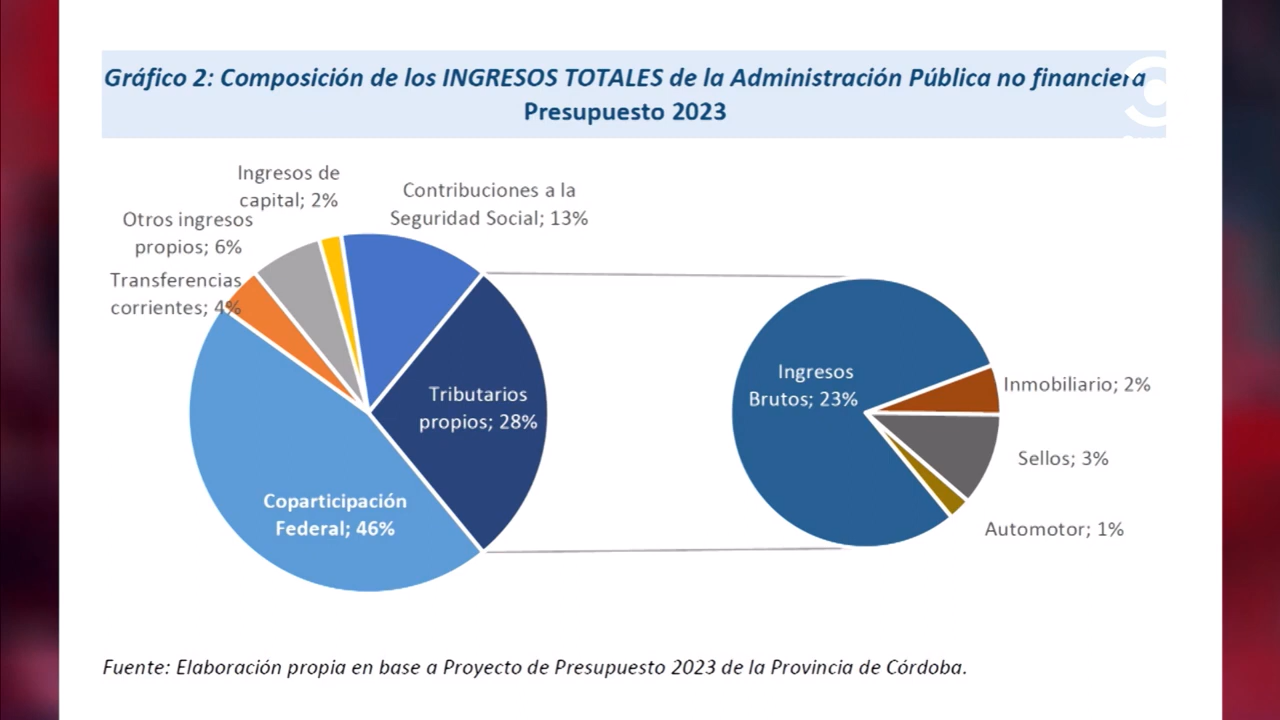 Gráfico 2: Composición de los INGRESOS TOTALES de la Administración Pública no financiera
Presupuesto 2023
Ingresos de
capital; 2%
Contribuciones a la
Seguridad Social; 13%
Otros ingresos
propios; 6%
Transferencias
corrientes; 4%
Tributarios
propios; 28%
Coparticipación
Federal; 46%
Ingresos
Brutos; 23%
Inmobiliario; 2%
Sellos; 3%
Automotor; 1%
Fuente: Elaboración propia en base a Proyecto de Presupuesto 2023 de la Provincia de Córdoba.